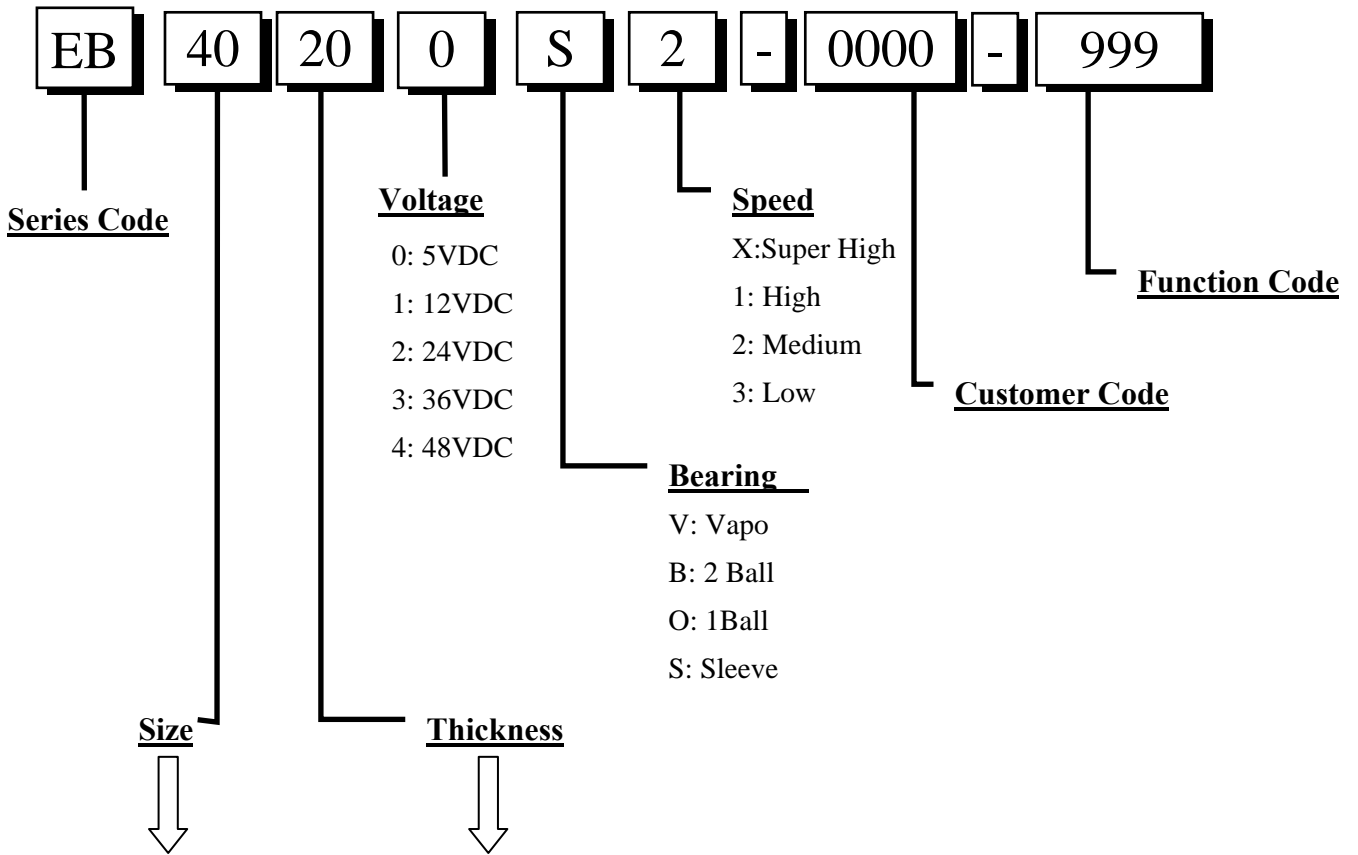 EB 40 20 0 S 2 - 0000 - 999
Series Code
Voltage
0: 5VDC
1: 12VDC
2: 24VDC
3: 36VDC
4: 48VDC
Speed
X:Super High
1: High
2: Medium
3: Low
Function Code
Customer Code
Bearing
V: Vapo
B: 2 Ball
O: 1Ball
S: Sleeve
Size
Thickness